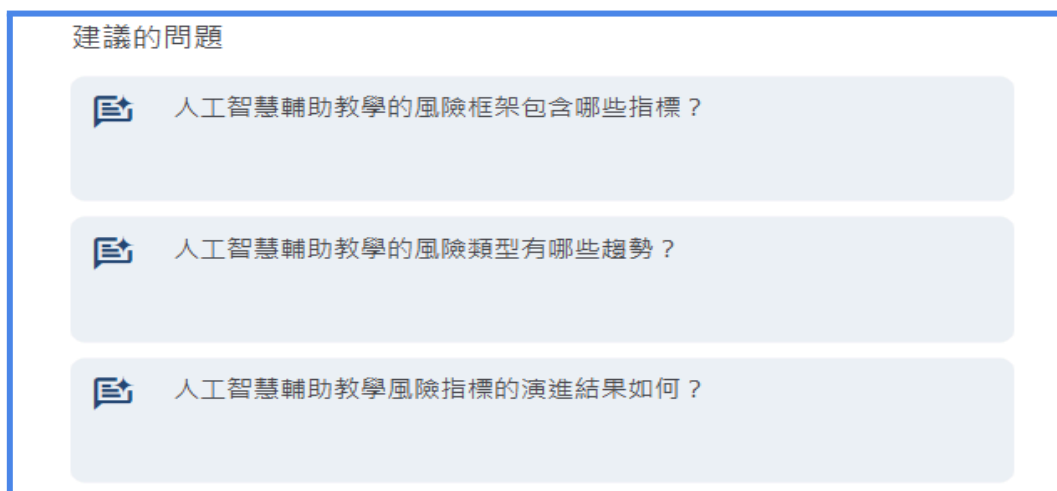 建議的問題
人工智慧輔助教學的風險框架包含哪些指標？
人工智慧輔助教學的風險類型有哪些趨勢？
人工智慧輔助教學風險指標的演進結果如何？